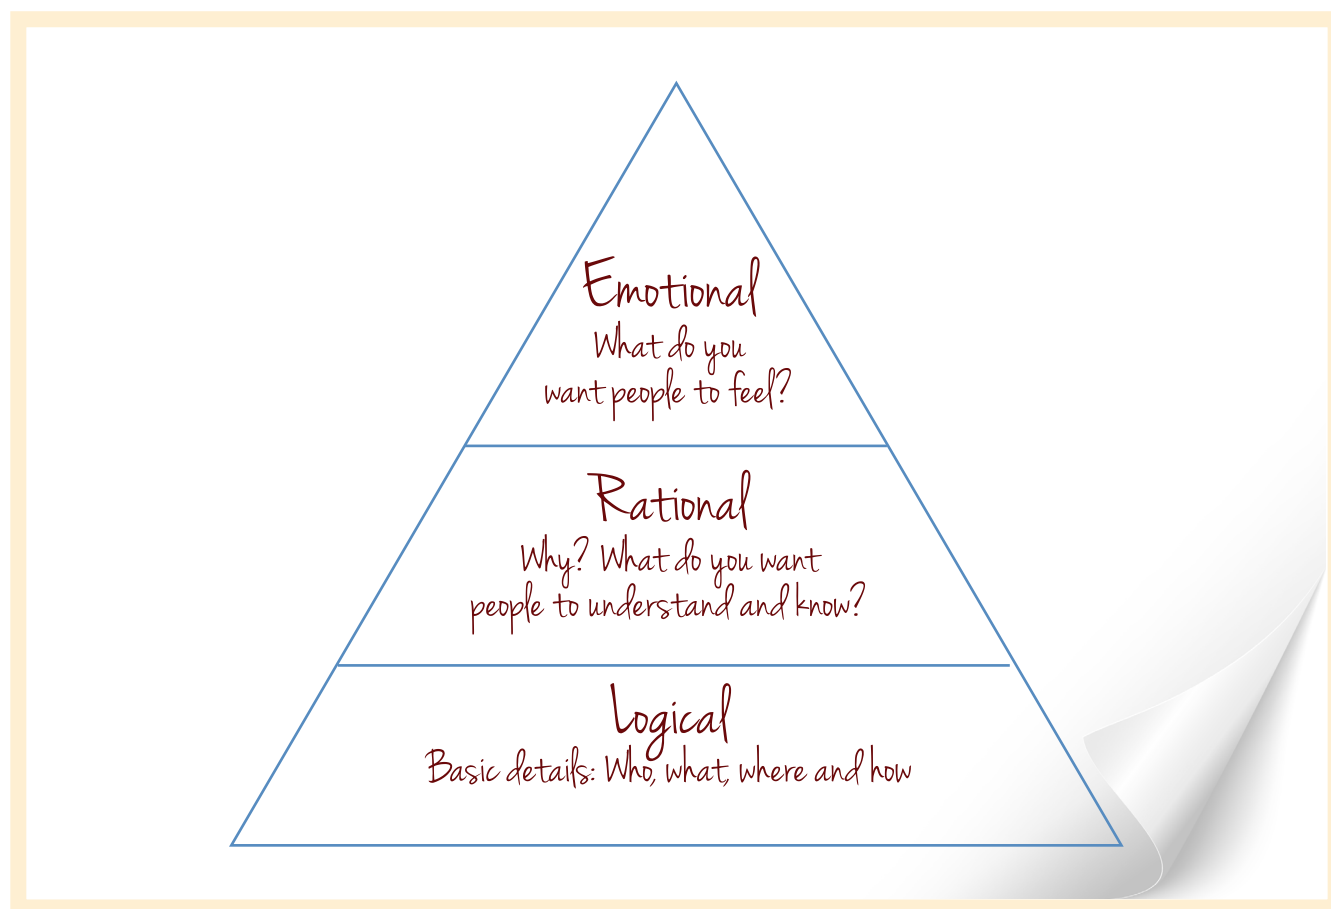 Emotional
What do you
want people to feel?
Rational
Why? What do you want
people to understand and know?
Logical
Basic details: Who, what, where and how